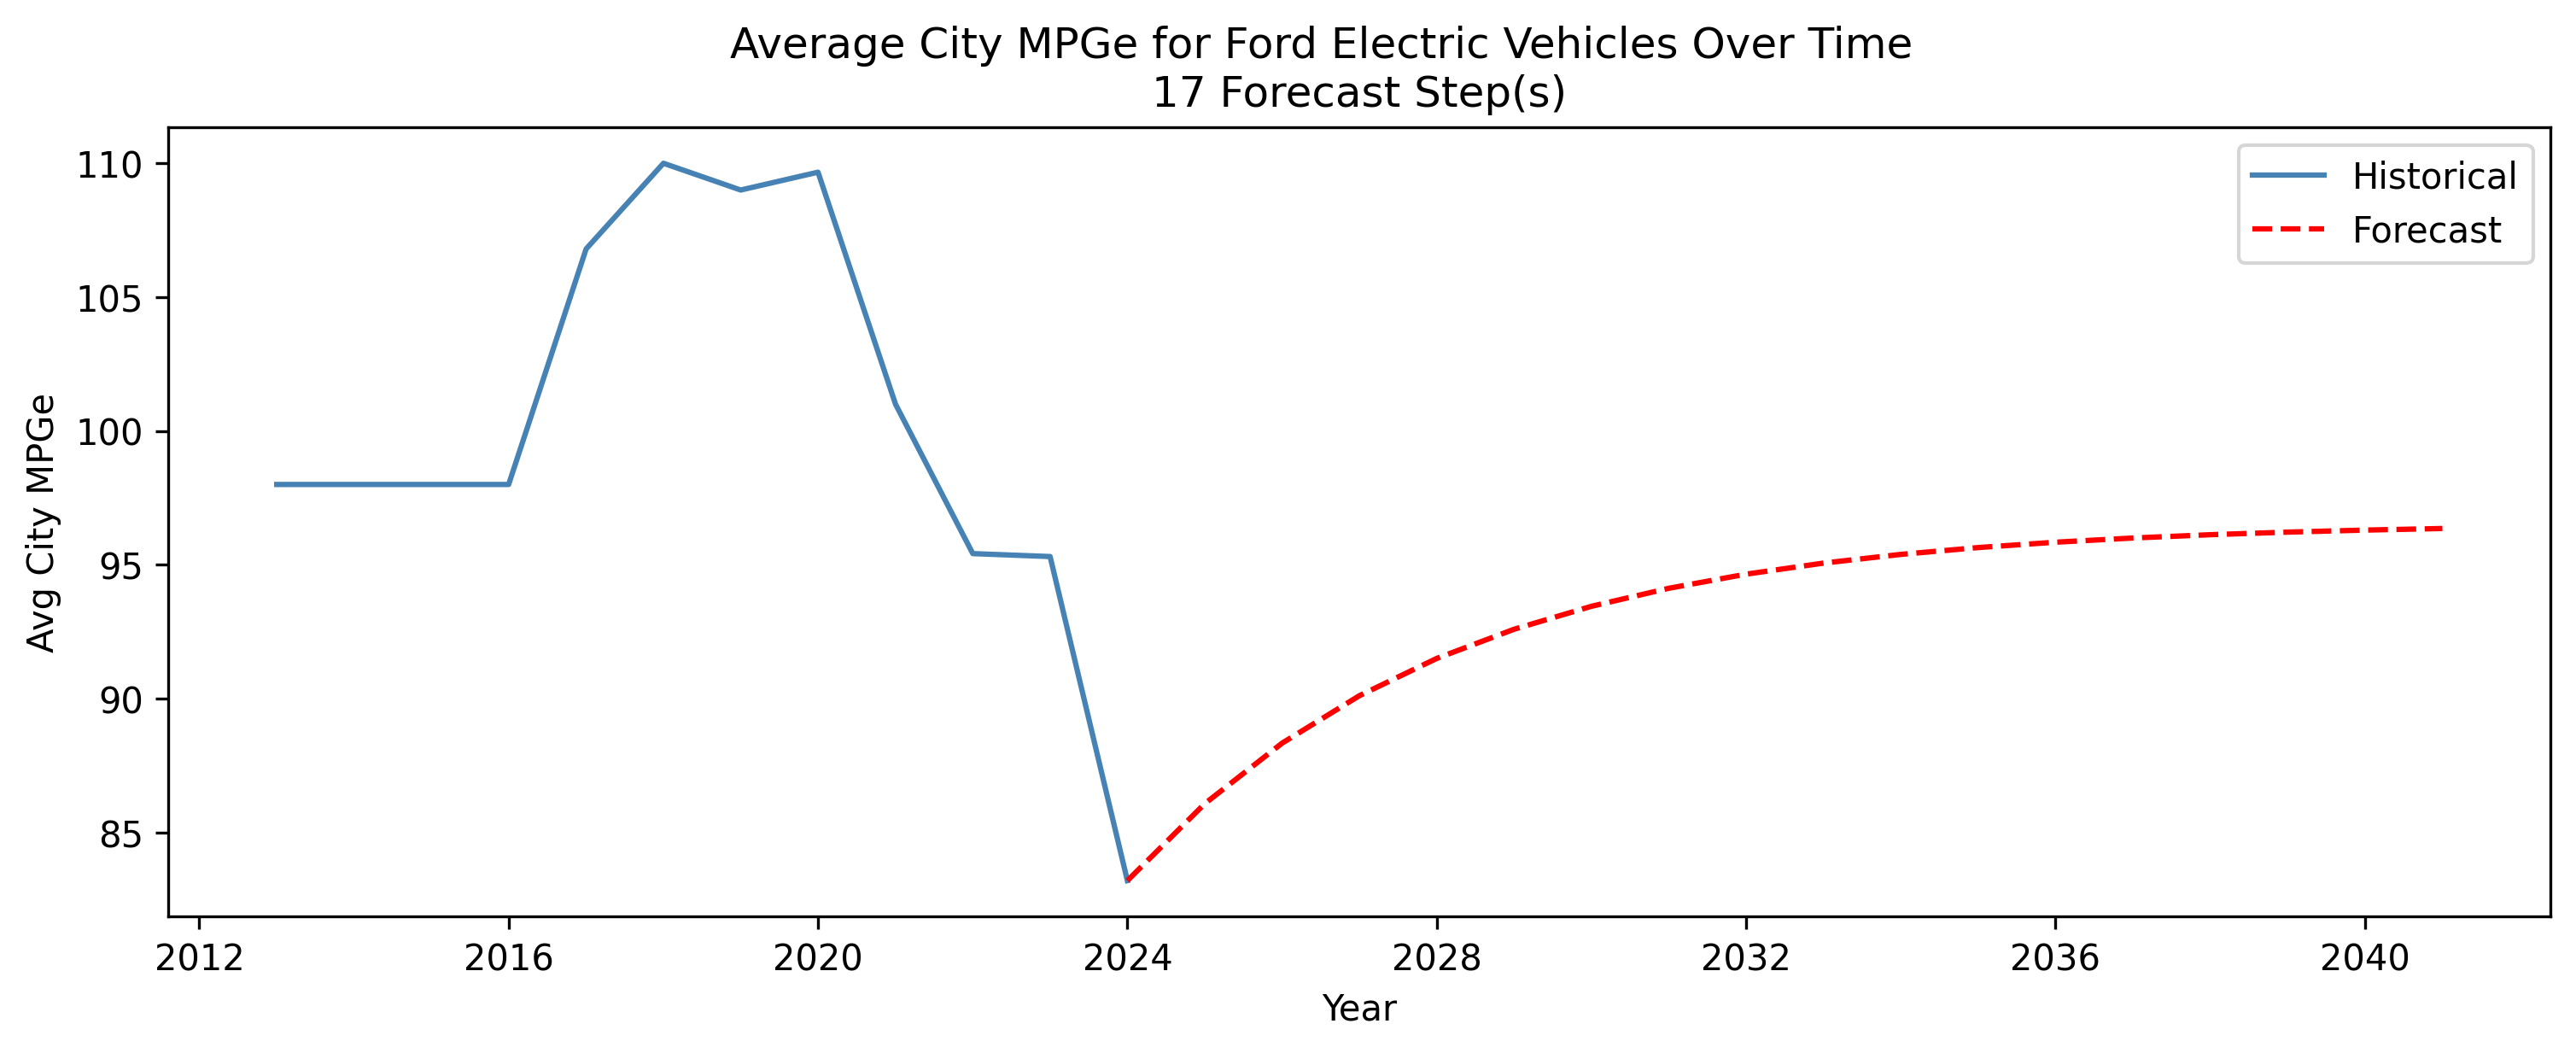 Average City MPGe for Ford Electric Vehicles Over Time
17 Forecast Step(s)
Historical
Forecast
Avg City MPGe
110
105
100
95
90
85
2012
2016
2020
2024
2028
2032
2036
2040
Year